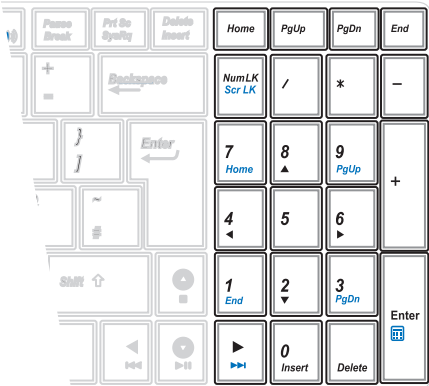 Pause
Break
Prt Sc
SysRq
Delete
Insert
Home
PgUp
PgDn
End
+
=
Backspace
NumLK
Scr LK
/
*
–
}
]
Enter
7
Home
8
9
PgUp
+
~
#
4
5
6
Shift
1
End
2
3
PgDn
Enter
0
Insert
Delete